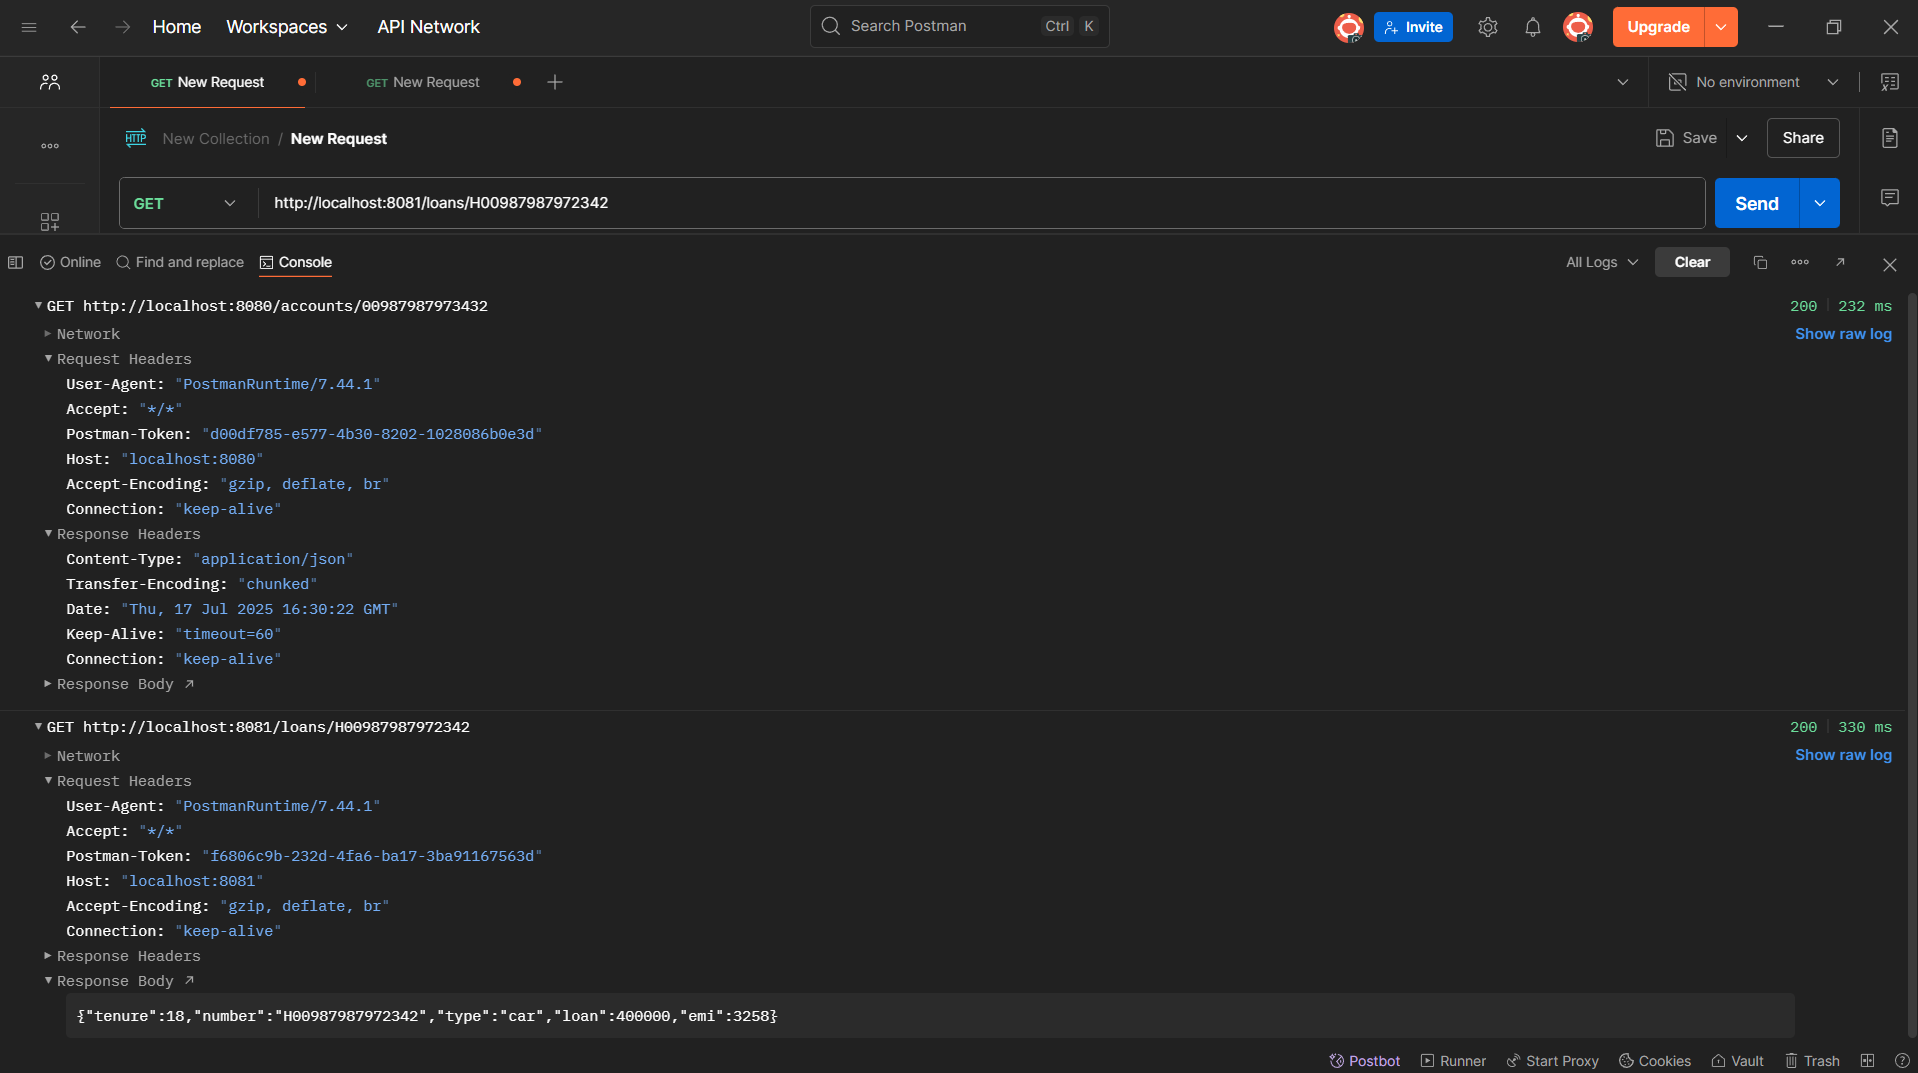 Home Workspaces API Network Search Postman Ctrl K Invite Upgrade
GET New Request GET New Request No environment
HTTP New Collection / New Request Save Share
GET http://localhost:8081/loans/H00987987972342 Send
Online Find and replace Console All Logs Clear
GET http://localhost:8080/accounts/00987987973432 200 232 ms
Network Show raw log
Request Headers
User-Agent: "PostmanRuntime/7.44.1"
Accept: "*/*"
Postman-Token: "d00df785-e577-4b30-8202-1028086b0e3d"
Host: "localhost:8080"
Accept-Encoding: "gzip, deflate, br"
Connection: "keep-alive"
Response Headers
Content-Type: "application/json"
Transfer-Encoding: "chunked"
Date: "Thu, 17 Jul 2025 16:30:22 GMT"
Keep-Alive: "timeout=60"
Connection: "keep-alive"
Response Body
GET http://localhost:8081/loans/H00987987972342 200 330 ms
Network Show raw log
Request Headers
User-Agent: "PostmanRuntime/7.44.1"
Accept: "*/*"
Postman-Token: "f6806c9b-232d-4fa6-ba17-3ba91167563d"
Host: "localhost:8081"
Accept-Encoding: "gzip, deflate, br"
Connection: "keep-alive"
Response Headers
Response Body
{"tenure":18,"number":"H00987987972342","type":"car","loan":400000,"emi":3258}
Postbot Runner Start Proxy Cookies Vault Trash